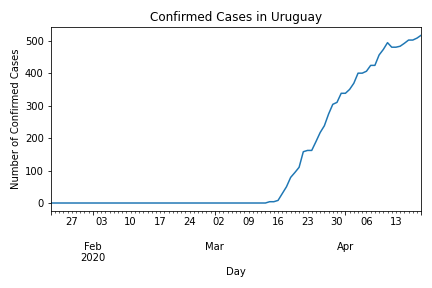 Confirmed Cases in Uruguay
Number of Confirmed Cases
500
400
300
200
100
0
27 03 10 17 24 02 09 16 23 30 06 13
Feb Mar Apr
2020
Day